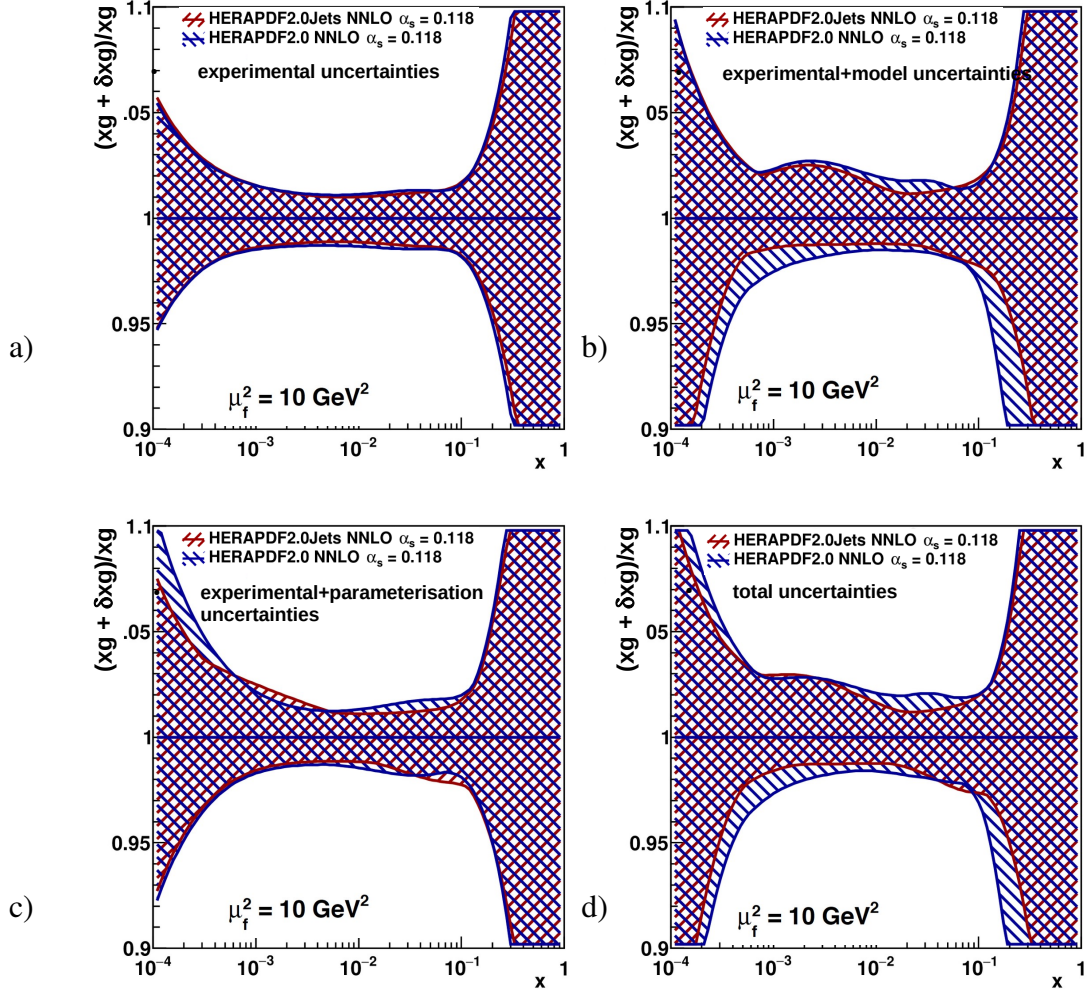 1.1
HERAPDF2.0Jets NNLO αs = 0.118
HERAPDF2.0 NNLO αs = 0.118
experimental uncertainties
(xg + δxg)/xg
.05
1
0.95
0.9
μf² = 10 GeV²
10⁻⁴ 10⁻³ 10⁻² 10⁻¹ 1
x
a)
1.1
HERAPDF2.0Jets NNLO αs = 0.118
HERAPDF2.0 NNLO αs = 0.118
experimental+model uncertainties
(xg + δxg)/xg
.05
1
0.95
0.9
μf² = 10 GeV²
10⁻⁴ 10⁻³ 10⁻² 10⁻¹ 1
x
b)
1.1
HERAPDF2.0Jets NNLO αs = 0.118
HERAPDF2.0 NNLO αs = 0.118
experimental+parameterisation
uncertainties
(xg + δxg)/xg
.05
1
0.95
0.9
μf² = 10 GeV²
10⁻⁴ 10⁻³ 10⁻² 10⁻¹ 1
x
c)
1.1
HERAPDF2.0Jets NNLO αs = 0.118
HERAPDF2.0 NNLO αs = 0.118
total uncertainties
(xg + δxg)/xg
.05
1
0.95
0.9
μf² = 10 GeV²
10⁻⁴ 10⁻³ 10⁻² 10⁻¹ 1
x
d)